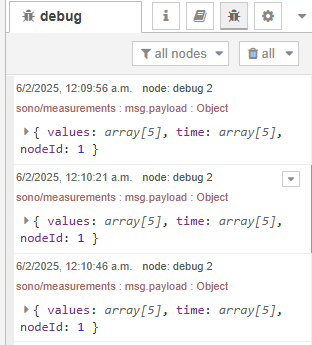 debug
all nodes
all
6/2/2025, 12:09:56 a.m. node: debug 2
sono/measurements : msg.payload : Object
{ values: array[5], time: array[5],
nodeId: 1 }
6/2/2025, 12:10:21 a.m. node: debug 2
sono/measurements : msg.payload : Object
{ values: array[5], time: array[5],
nodeId: 1 }
6/2/2025, 12:10:46 a.m. node: debug 2
sono/measurements : msg.payload : Object
{ values: array[5], time: array[5],
nodeId: 1 }